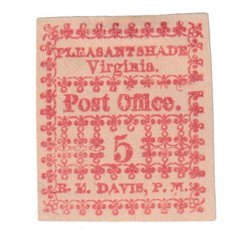 PLEASANTSHADE
Virginia.
Post Office.
5
R. E. DAVIS, P. M.